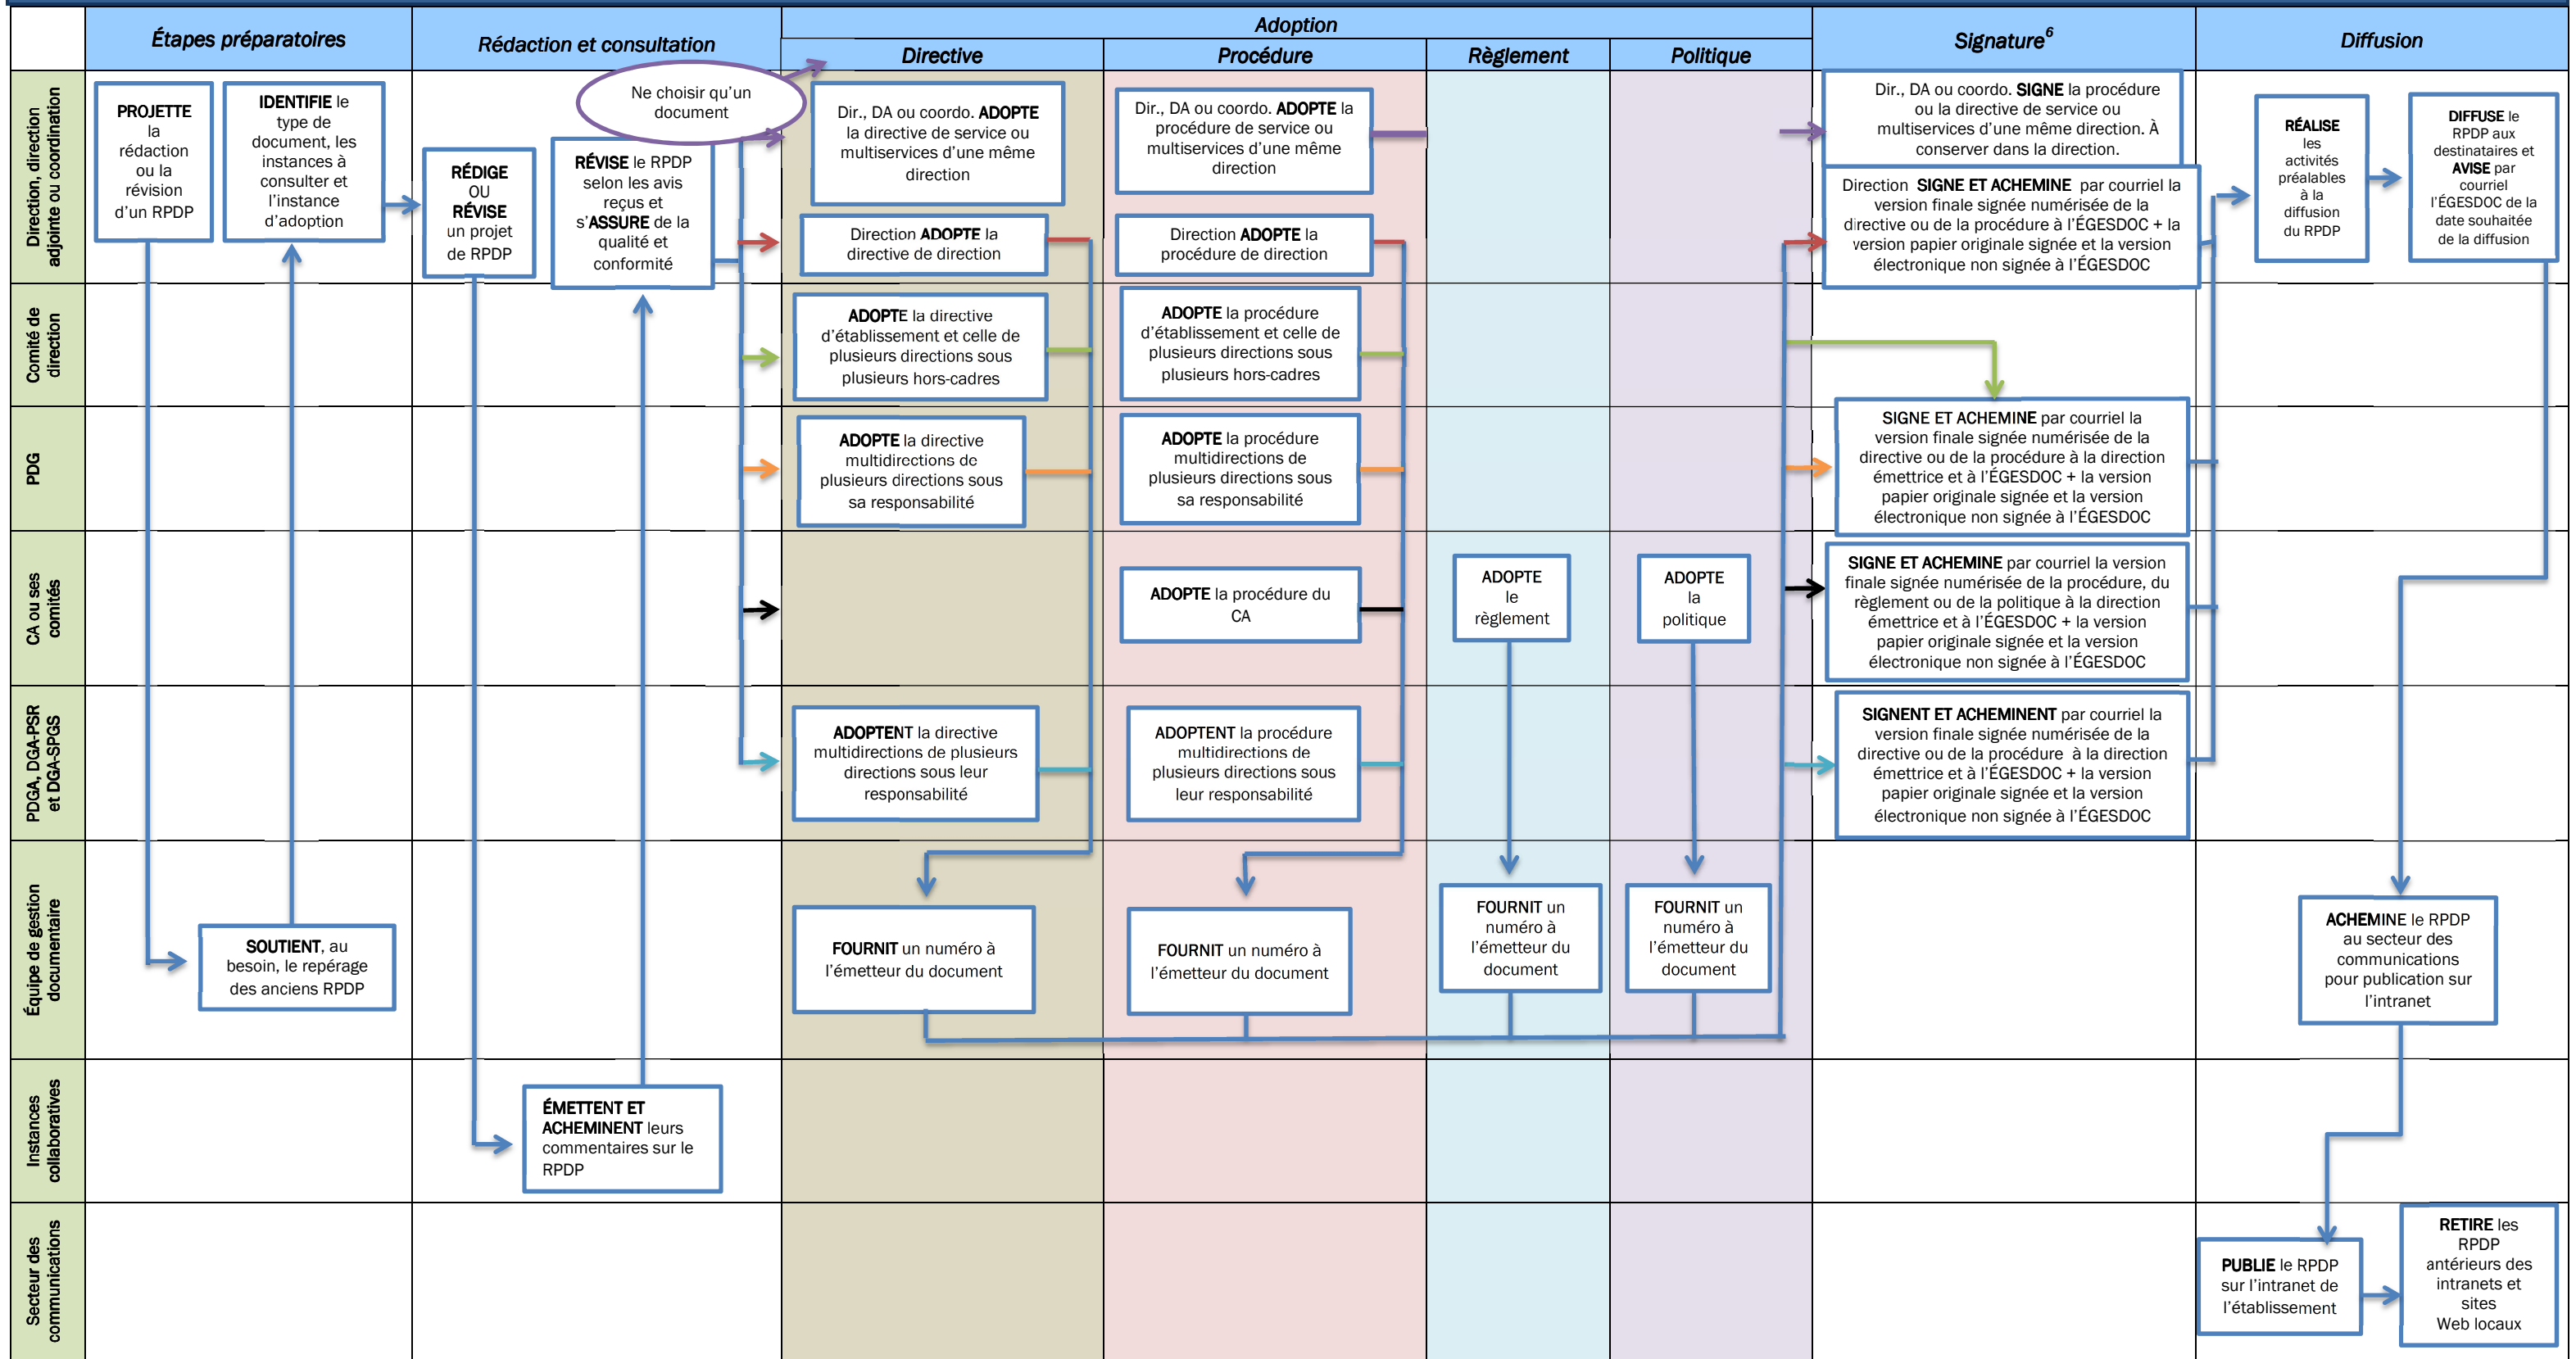 Étapes préparatoires
Rédaction et consultation
Adoption
Directive
Procédure
Règlement
Politique
Signature⁶
Diffusion
Direction, direction
adjointe ou coordination
PROJETTE
la
rédaction
ou la
révision
d'un RPDP
IDENTIFIE le
type de
document, les
instances à
consulter et
l'instance
d'adoption
RÉDIGE
OU
RÉVISE
un projet
de RPDP
Ne choisir qu'un
document
RÉVISE le RPDP
selon les avis
reçus et
s'ASSURE de la
qualité et
conformité
Dir., DA ou coordo. ADOPTE
la directive de service ou
multiservices d'une même
direction
Direction ADOPTE la
directive de direction
Dir., DA ou coordo. ADOPTE la
procédure de service ou
multiservices d'une même
direction
Direction ADOPTE la
procédure de direction
Dir., DA ou coordo. SIGNE la procédure
ou la directive de service ou
multiservices d'une même direction. À
conserver dans la direction.
Direction SIGNE ET ACHEMINE par courriel la
version finale signée numérisée de la
directive ou de la procédure à l'ÉGESDOC + la
version papier originale signée et la version
électronique non signée à l'ÉGESDOC
RÉALISE
les
activités
préalables
à la
diffusion
du RPDP
DIFFUSE le
RPDP aux
destinataires et
AVISE par
courriel
l'ÉGESDOC de la
date souhaitée
de la diffusion
Comité de
direction
ADOPTE la directive
d'établissement et celle de
plusieurs directions sous
plusieurs hors-cadres
ADOPTE la procédure
d'établissement et celle de
plusieurs directions sous
plusieurs hors-cadres
PDG
ADOPTE la directive
multidirections de
plusieurs directions sous
sa responsabilité
ADOPTE la procédure
multidirections de
plusieurs directions sous
sa responsabilité
SIGNE ET ACHEMINE par courriel la
version finale signée numérisée de la
directive ou de la procédure à la direction
émettrice et à l'ÉGESDOC + la version
papier originale signée et la version
électronique non signée à l'ÉGESDOC
CA ou ses
comités
ADOPTE la procédure du
CA
ADOPTE
le
règlement
ADOPTE
la
politique
SIGNE ET ACHEMINE par courriel la version
finale signée numérisée de la procédure, du
règlement ou de la politique à la direction
émettrice et à l'ÉGESDOC + la version
papier originale signée et la version
électronique non signée à l'ÉGESDOC
PDGA, DGA-PSR
et DGA-SPGS
ADOPTENT la directive
multidirections de plusieurs
directions sous leur
responsabilité
ADOPTENT la procédure
multidirections de
plusieurs directions sous
leur responsabilité
SIGNENT ET ACHEMINENT par courriel la
version finale signée numérisée de la
directive ou de la procédure à la direction
émettrice et à l'ÉGESDOC + la version
papier originale signée et la version
électronique non signée à l'ÉGESDOC
Équipe de gestion
documentaire
SOUTIENT, au
besoin, le repérage
des anciens RPDP
FOURNIT un numéro à
l'émetteur du document
FOURNIT un numéro à
l'émetteur du document
FOURNIT un
numéro à
l'émetteur du
document
FOURNIT un
numéro à
l'émetteur du
document
ACHEMINE le RPDP
au secteur des
communications
pour publication sur
l'intranet
Instances
collaboratives
ÉMETTENT ET
ACHEMINENT leurs
commentaires sur le
RPDP
Secteur des
communications
PUBLIE le RPDP
sur l'intranet de
l'établissement
RETIRE les
RPDP
antérieurs des
intranets et
sites
Web locaux